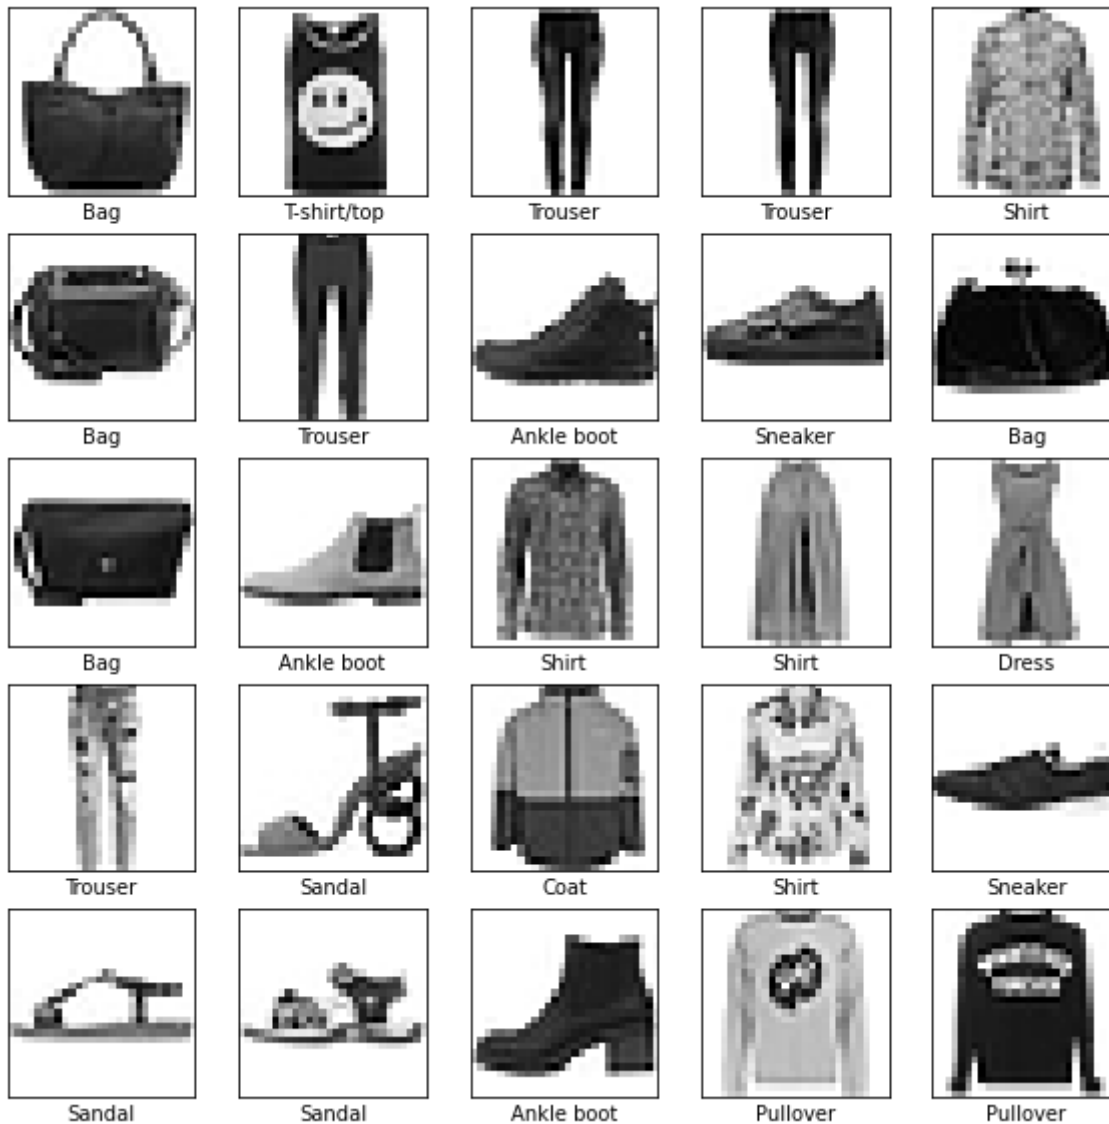 Bag T-shirt/top Trouser Trouser Shirt
Bag Trouser Ankle boot Sneaker Bag
Bag Ankle boot Shirt Shirt Dress
Trouser Sandal Coat Shirt Sneaker
Sandal Sandal Ankle boot Pullover Pullover